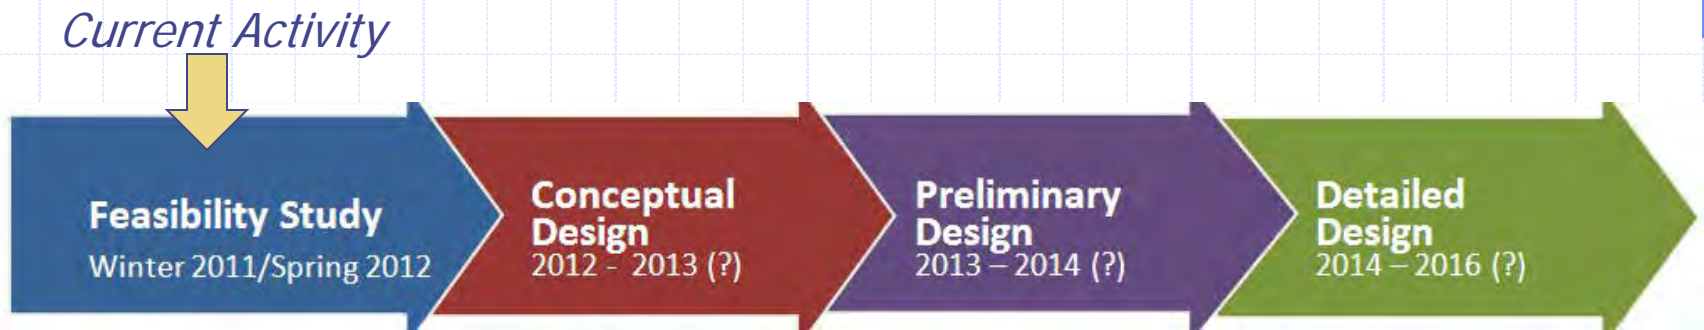 Current Activity
Feasibility Study
Winter 2011/Spring 2012
Conceptual
Design
2012 - 2013 (?)
Preliminary
Design
2013 – 2014 (?)
Detailed
Design
2014 – 2016 (?)